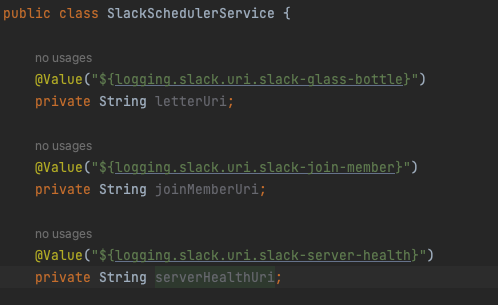 public class SlackSchedulerService {
no usages
@Value("${logging.slack.uri.slack-glass-bottle}")
private String letterUri;
no usages
@Value("${logging.slack.uri.slack-join-member}")
private String joinMemberUri;
no usages
@Value("${logging.slack.uri.slack-server-health}")
private String serverHealthUri;